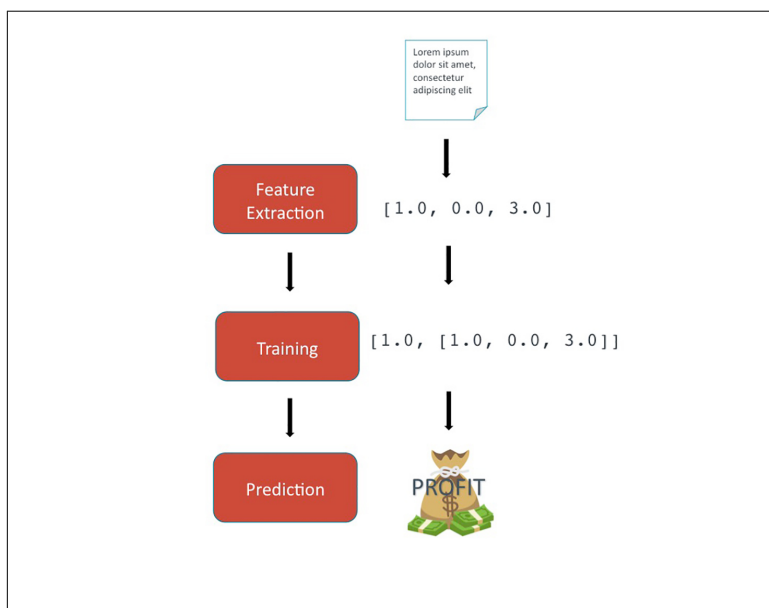 Lorem ipsum
dolor sit amet,
consectetur
adipiscing elit
Feature
Extraction
[1.0, 0.0, 3.0]
Training
[1.0, [1.0, 0.0, 3.0]]
Prediction
PROFIT
$